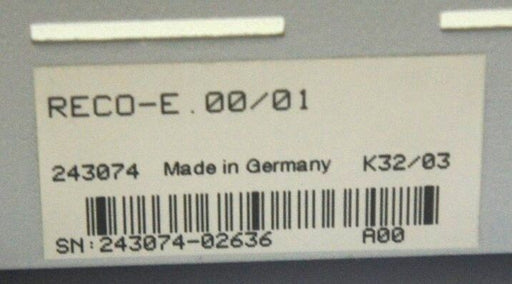 RECO-E.00/01
243074 Made in Germany K32/03
SN:243074-02636 A00